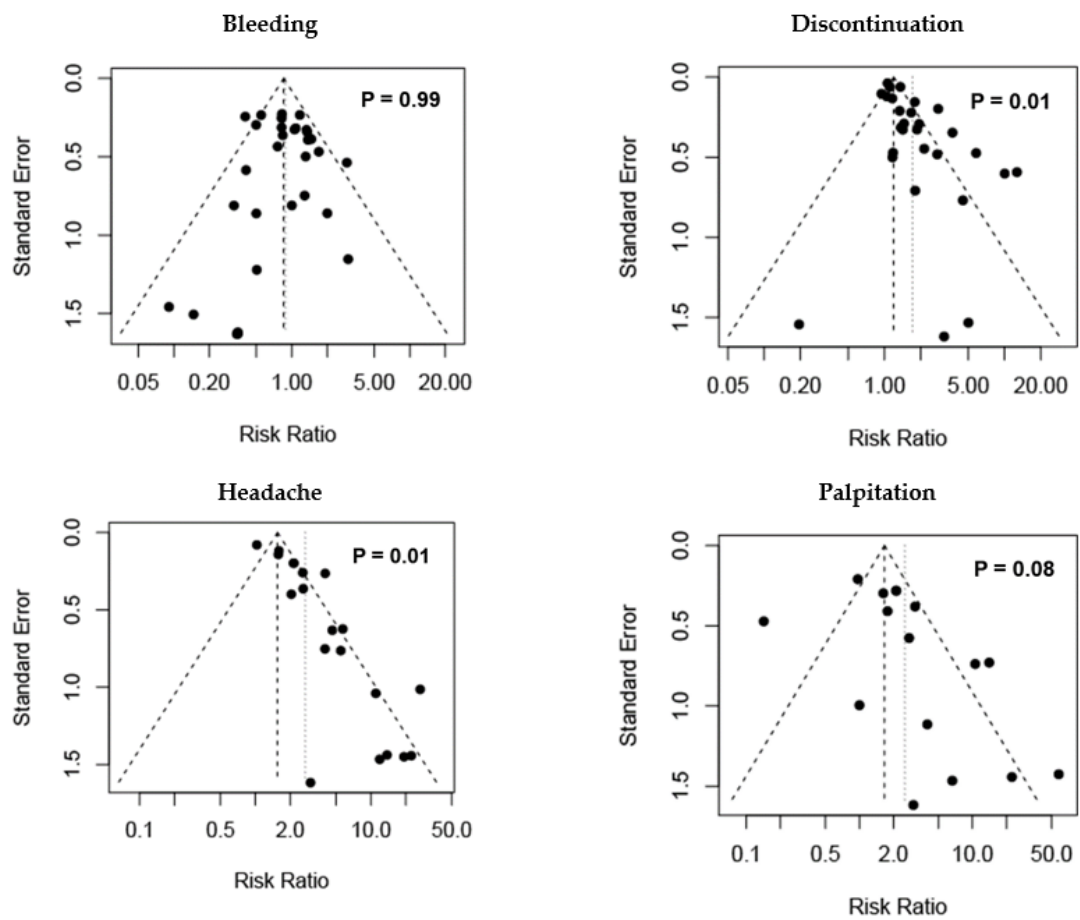 Bleeding
P = 0.99
Standard Error
0.0
0.5
1.0
1.5
0.05 0.20 1.00 5.00 20.00
Risk Ratio
Discontinuation
P = 0.01
Standard Error
0.0
0.5
1.0
1.5
0.05 0.20 1.00 5.00 20.00
Risk Ratio
Headache
P = 0.01
Standard Error
0.0
0.5
1.0
1.5
0.1 0.5 2.0 10.0 50.0
Risk Ratio
Palpitation
P = 0.08
Standard Error
0.0
0.5
1.0
1.5
0.1 0.5 2.0 10.0 50.0
Risk Ratio